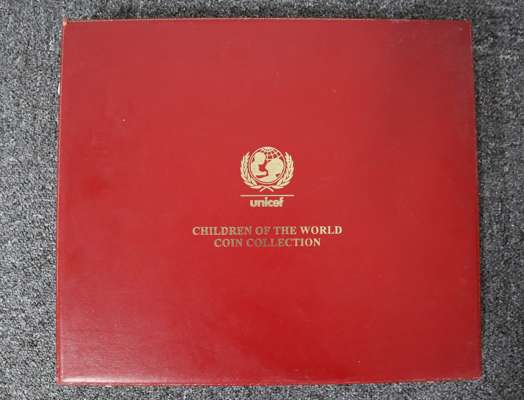 unicef
CHILDREN OF THE WORLD
COIN COLLECTION